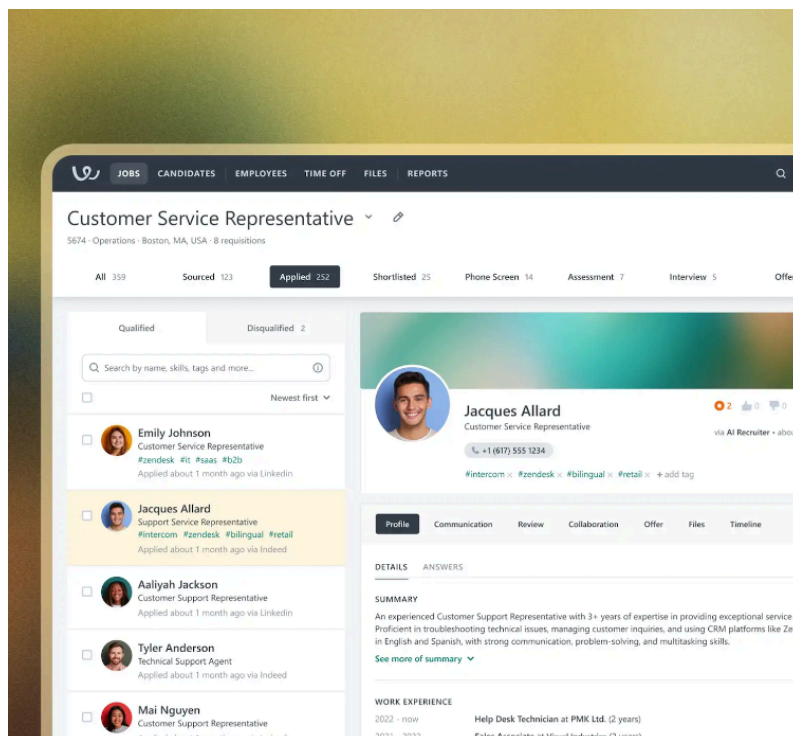 JOBS CANDIDATES EMPLOYEES TIME OFF FILES REPORTS
Customer Service Representative
5674 · Operations · Boston, MA, USA · 8 requisitions
All 359 Sourced 123 Applied 252 Shortlisted 25 Phone Screen 14 Assessment 7 Interview 5 Offe
Qualified Disqualified 2
Search by name, skills, tags and more...
Newest first
Emily Johnson
Customer Service Representative
#zendesk #it #saas #b2b
Applied about 1 month ago via Linkedin
Jacques Allard
Support Service Representative
#intercom #zendesk #bilingual #retail
Applied about 1 month ago via Indeed
Aaliyah Jackson
Customer Support Representative
Applied about 1 month ago via Linkedin
Tyler Anderson
Technical Support Agent
Applied about 1 month ago via Indeed
Mai Nguyen
Customer Support Representative
Jacques Allard
Customer Service Representative
+1 (617) 555 1234
#intercom × #zendesk × #bilingual × #retail × + add tag
2 0 0
via AI Recruiter • abou
Profile Communication Review Collaboration Offer Files Timeline
DETAILS ANSWERS
SUMMARY
An experienced Customer Support Representative with 3+ years of expertise in providing exceptional service
Proficient in troubleshooting technical issues, managing customer inquiries, and using CRM platforms like Ze
in English and Spanish, with strong communication, problem-solving, and multitasking skills.
See more of summary
WORK EXPERIENCE
2022 - now Help Desk Technician at PMK Ltd. (2 years)